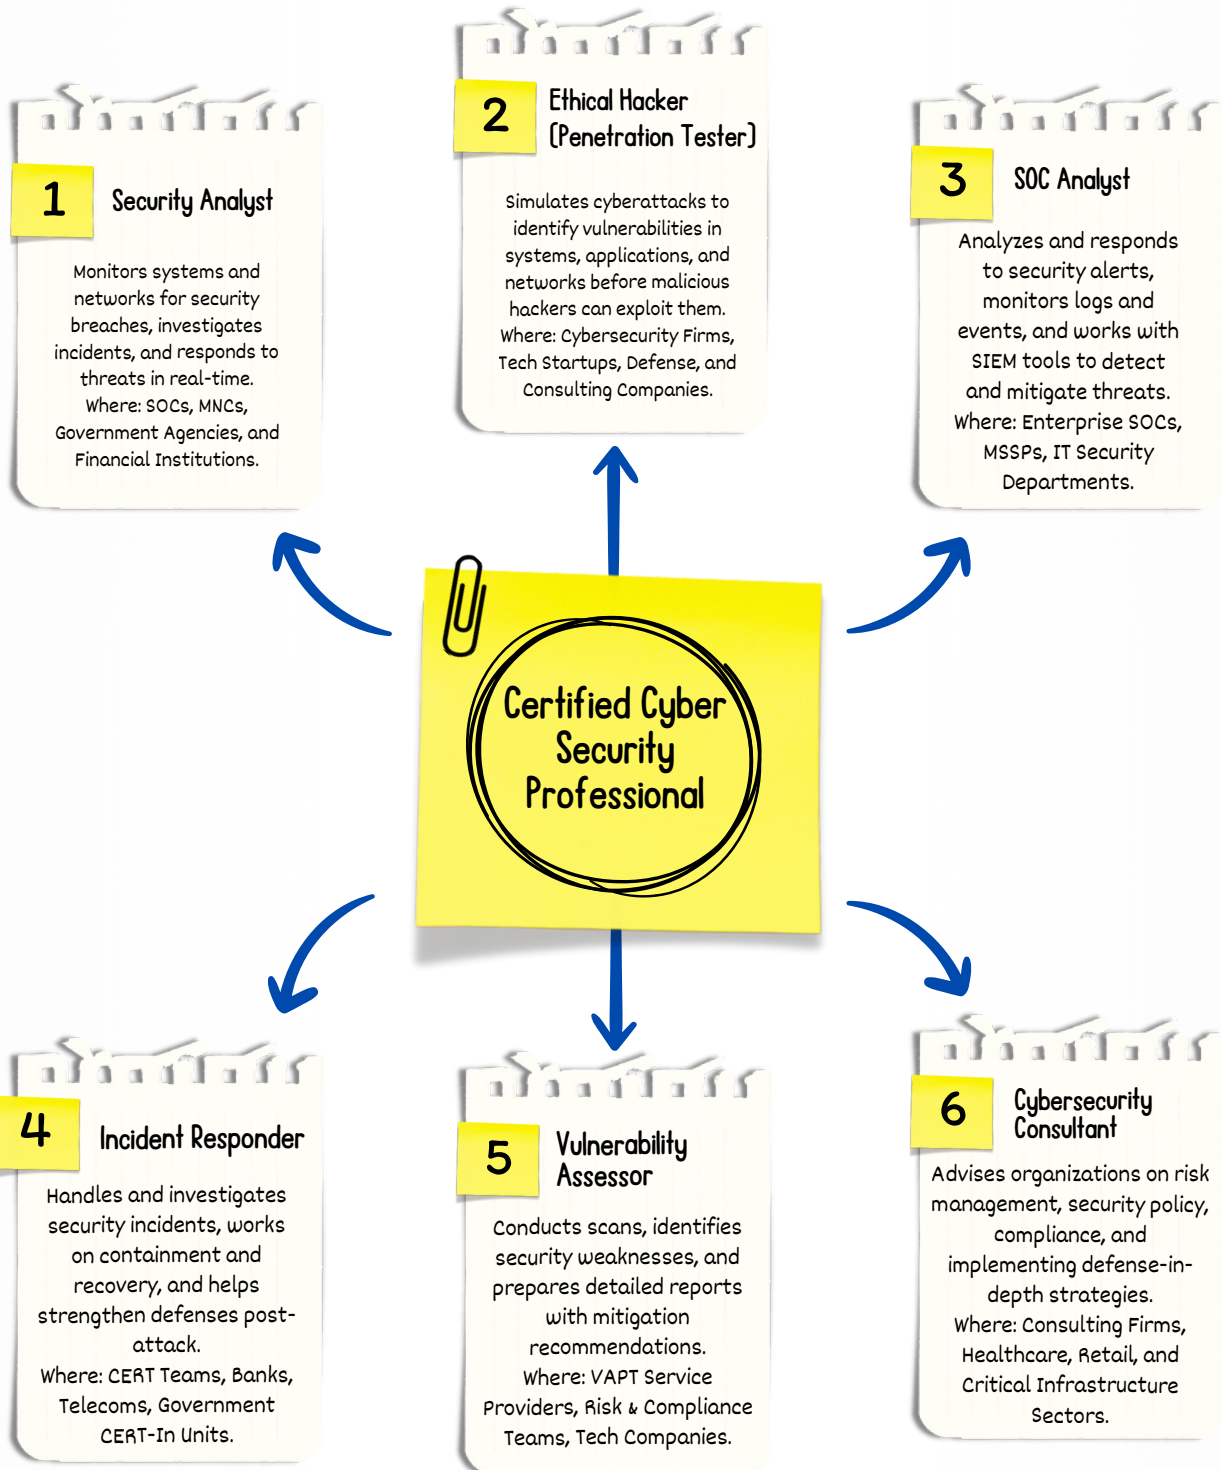 1
Security Analyst
Monitors systems and
networks for security
breaches, investigates
incidents, and responds to
threats in real-time.
Where: SOCs, MNCs,
Government Agencies, and
Financial Institutions.
2
Ethical Hacker
(Penetration Tester)
Simulates cyberattacks to
identify vulnerabilities in
systems, applications, and
networks before malicious
hackers can exploit them.
Where: Cybersecurity Firms,
Tech Startups, Defense, and
Consulting Companies.
3
SOC Analyst
Analyzes and responds
to security alerts,
monitors logs and
events, and works with
SIEM tools to detect
and mitigate threats.
Where: Enterprise SOCs,
MSSPs, IT Security
Departments.
Certified Cyber
Security
Professional
4
Incident Responder
Handles and investigates
security incidents, works
on containment and
recovery, and helps
strengthen defenses post-
attack.
Where: CERT Teams, Banks,
Telecoms, Government
CERT-In Units.
5
Vulnerability
Assessor
Conducts scans, identifies
security weaknesses, and
prepares detailed reports
with mitigation
recommendations.
Where: VAPT Service
Providers, Risk & Compliance
Teams, Tech Companies.
6
Cybersecurity
Consultant
Advises organizations on risk
management, security policy,
compliance, and
implementing defense-in-
depth strategies.
Where: Consulting Firms,
Healthcare, Retail, and
Critical Infrastructure
Sectors.